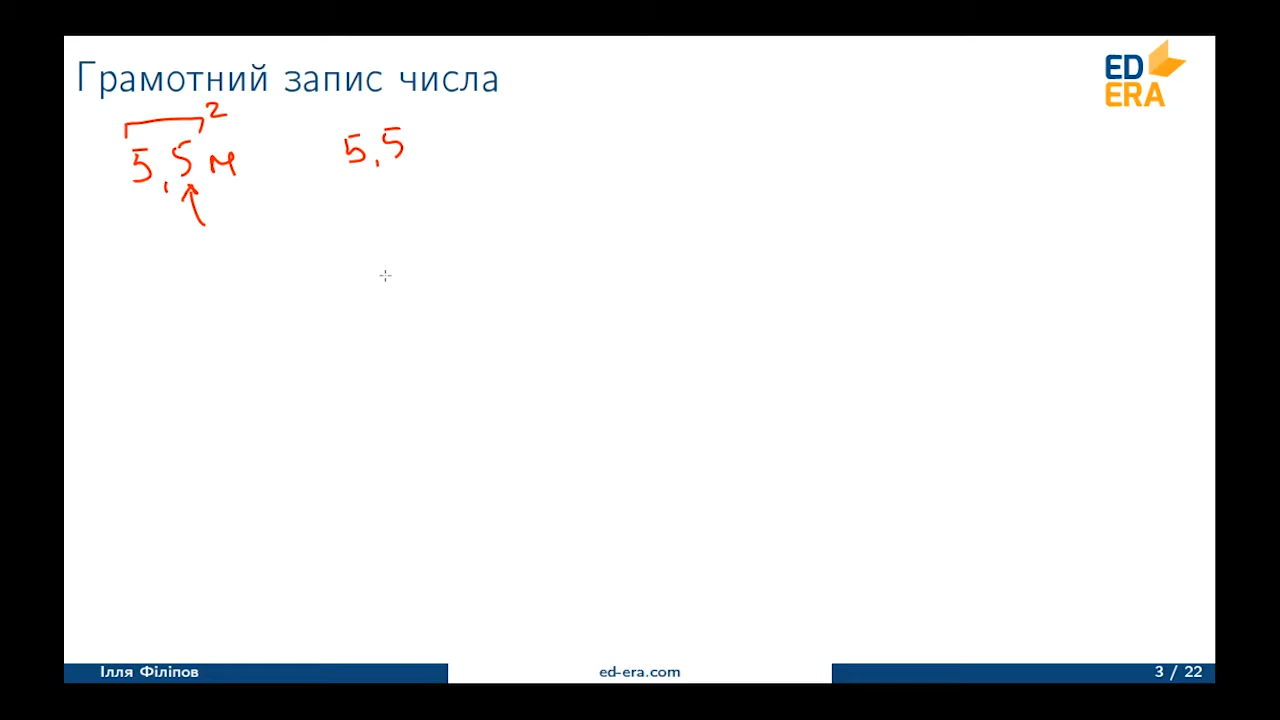 Грамотний запис числа
ED
ERA
2
5,5 м 5,5
Ілля Філіпов ed-era.com 3 / 22